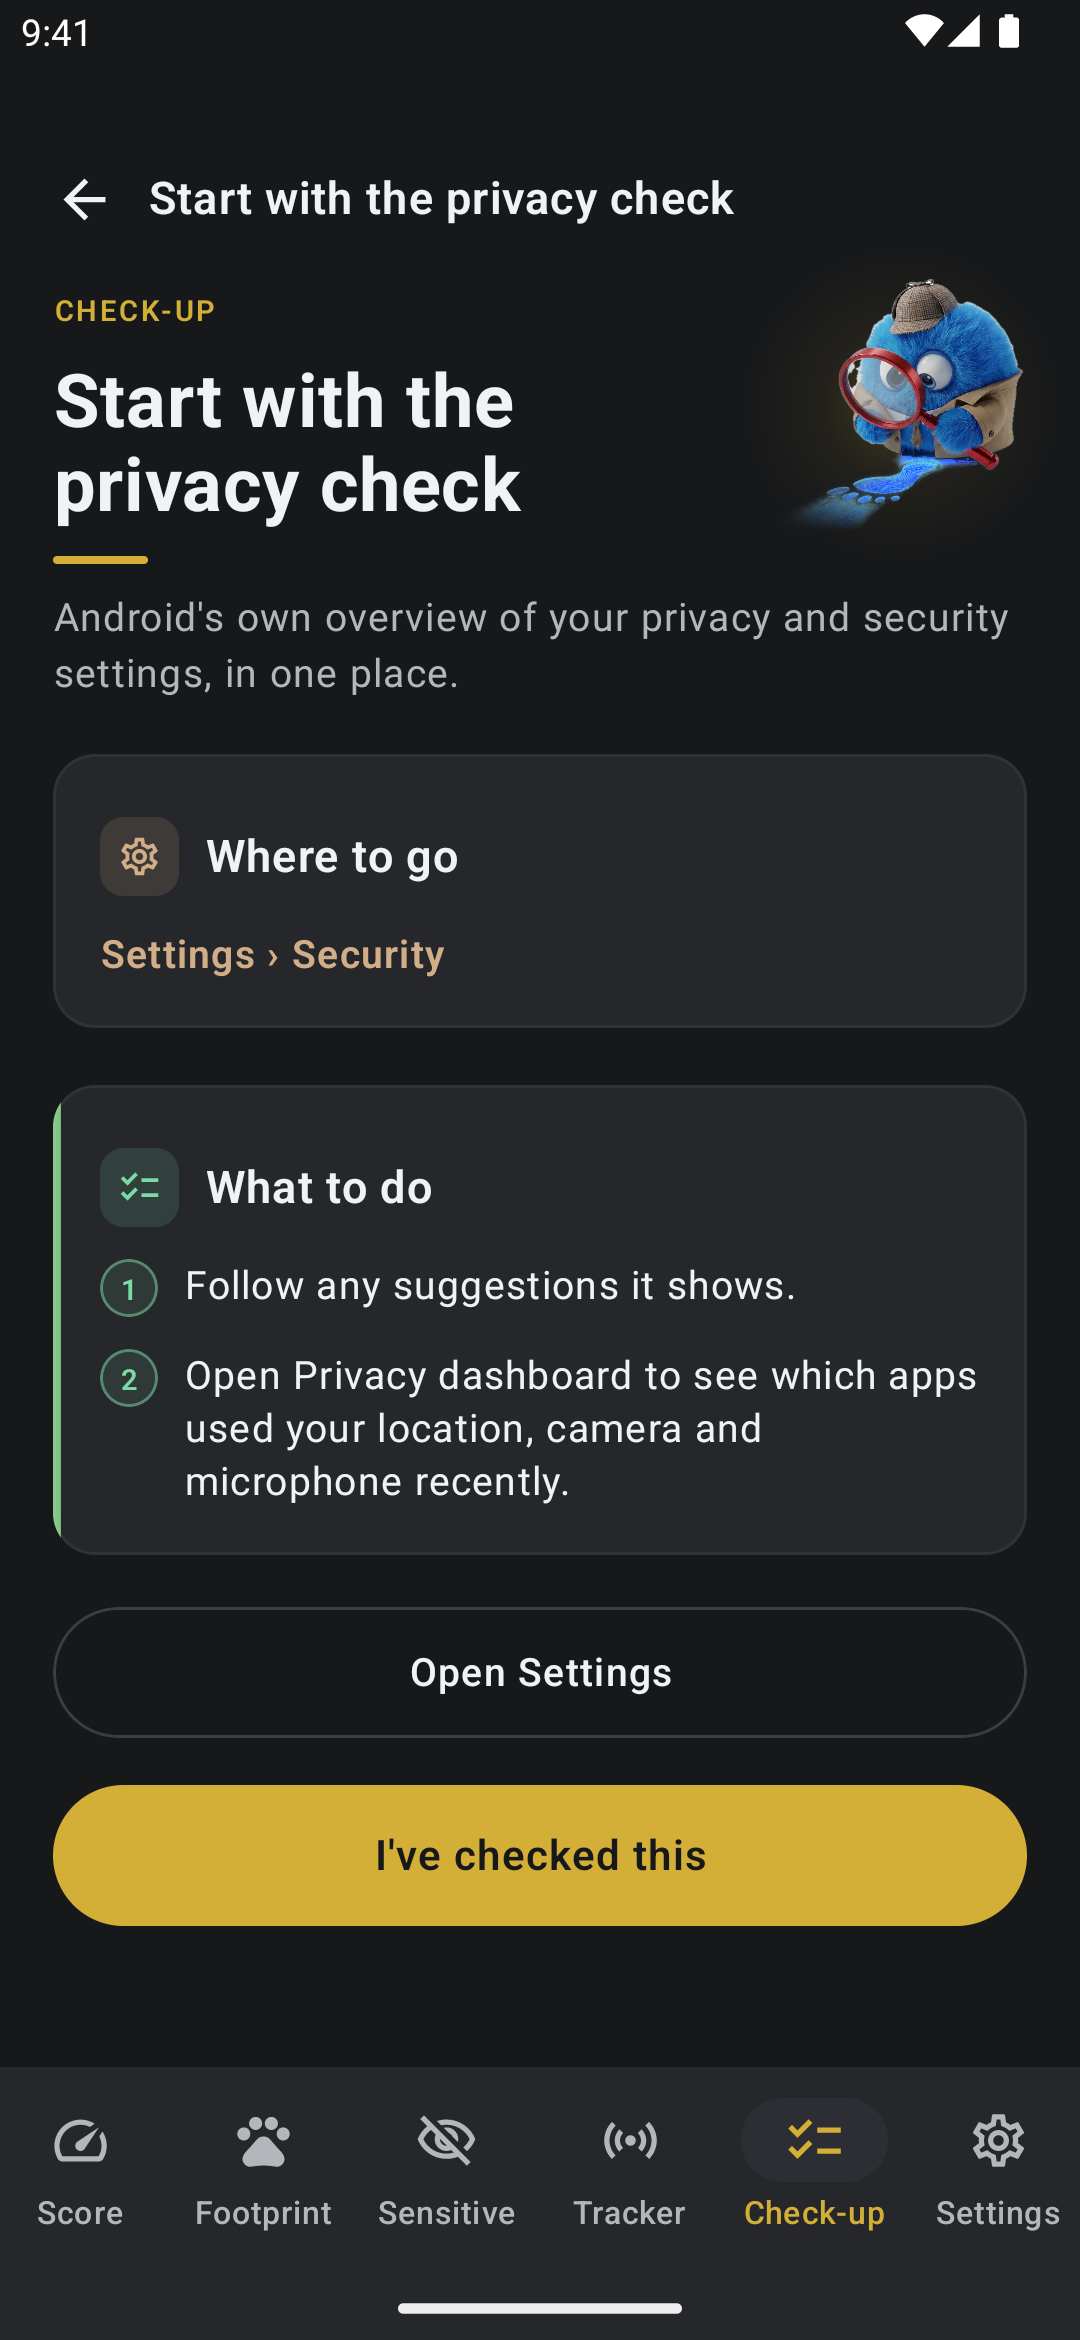 9:41
Start with the privacy check
CHECK-UP
Start with the
privacy check
Android's own overview of your privacy and security
settings, in one place.
Where to go
Settings › Security
What to do
1 Follow any suggestions it shows.
2 Open Privacy dashboard to see which apps
used your location, camera and
microphone recently.
Open Settings
I've checked this
Score Footprint Sensitive Tracker Check-up Settings